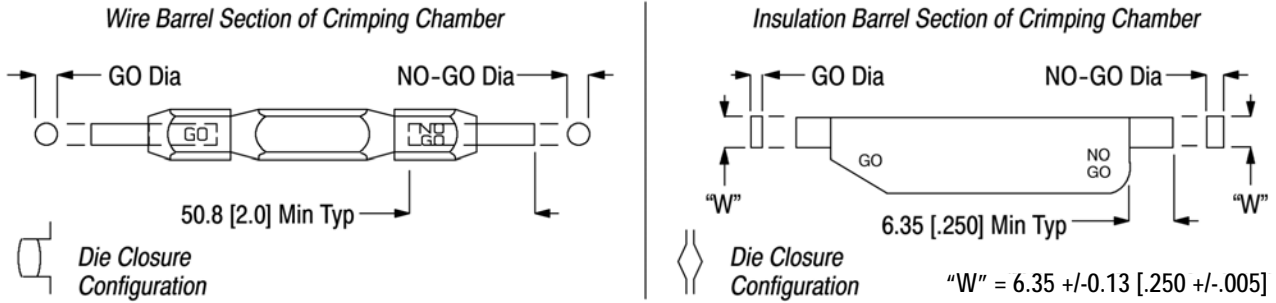 Wire Barrel Section of Crimping Chamber
GO Dia
NO-GO Dia
GO
NO
GO
50.8 [2.0] Min Typ
Die Closure
Configuration
Insulation Barrel Section of Crimping Chamber
GO Dia
NO-GO Dia
GO
NO
GO
"W"
"W"
6.35 [.250] Min Typ
Die Closure
Configuration
"W" = 6.35 +/-0.13 [.250 +/-.005]